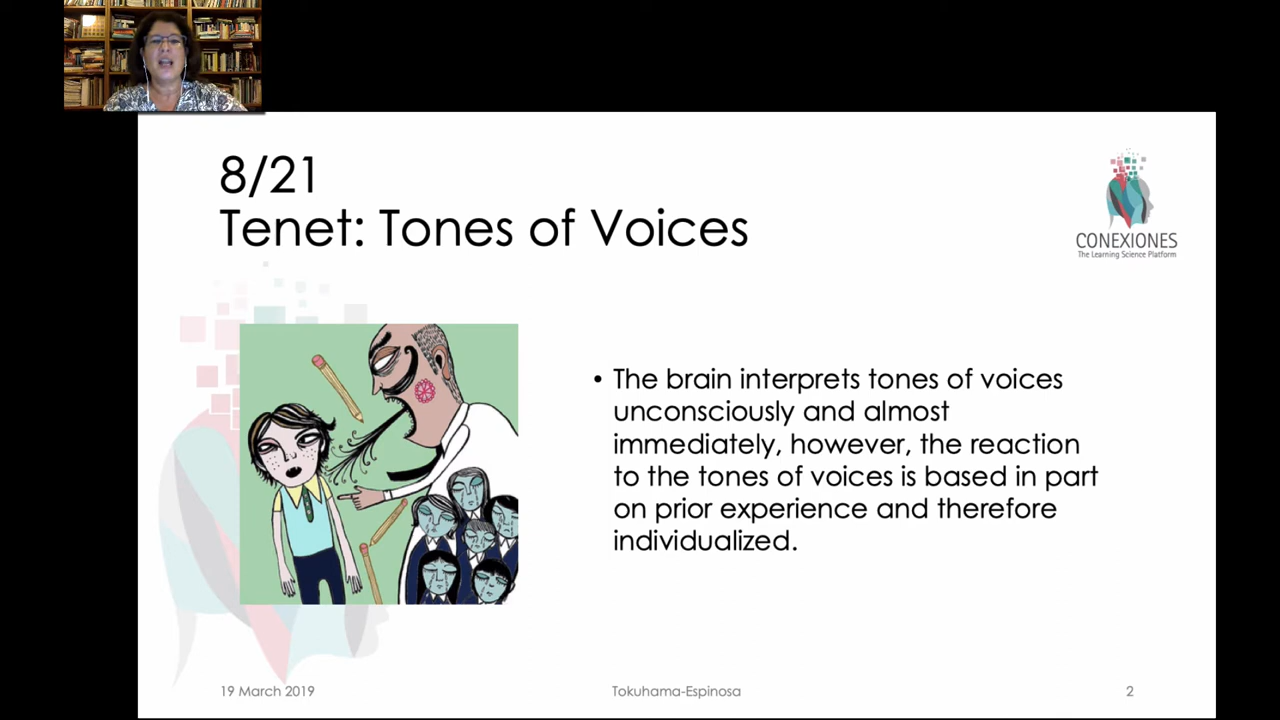 8/21
Tenet: Tones of Voices
CONEXIONES
The Learning Science Platform
• The brain interprets tones of voices
unconsciously and almost
immediately, however, the reaction
to the tones of voices is based in part
on prior experience and therefore
individualized.
19 March 2019
Tokuhama-Espinosa
2